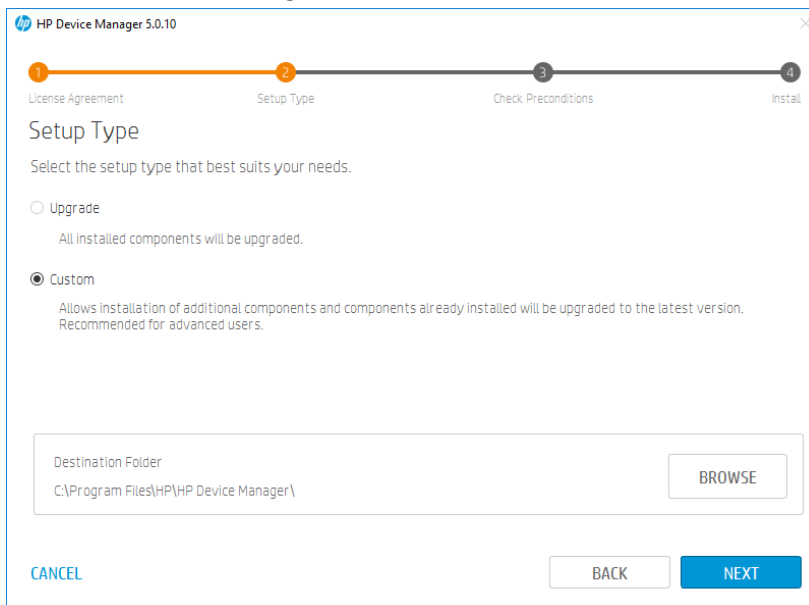 hp HP Device Manager 5.0.10
1 2 3 4
License Agreement Setup Type Check Preconditions Install
Setup Type
Select the setup type that best suits your needs.
Upgrade
All installed components will be upgraded.
Custom
Allows installation of additional components and components already installed will be upgraded to the latest version.
Recommended for advanced users.
Destination Folder
C:\Program Files\HP\HP Device Manager\
BROWSE
CANCEL BACK NEXT